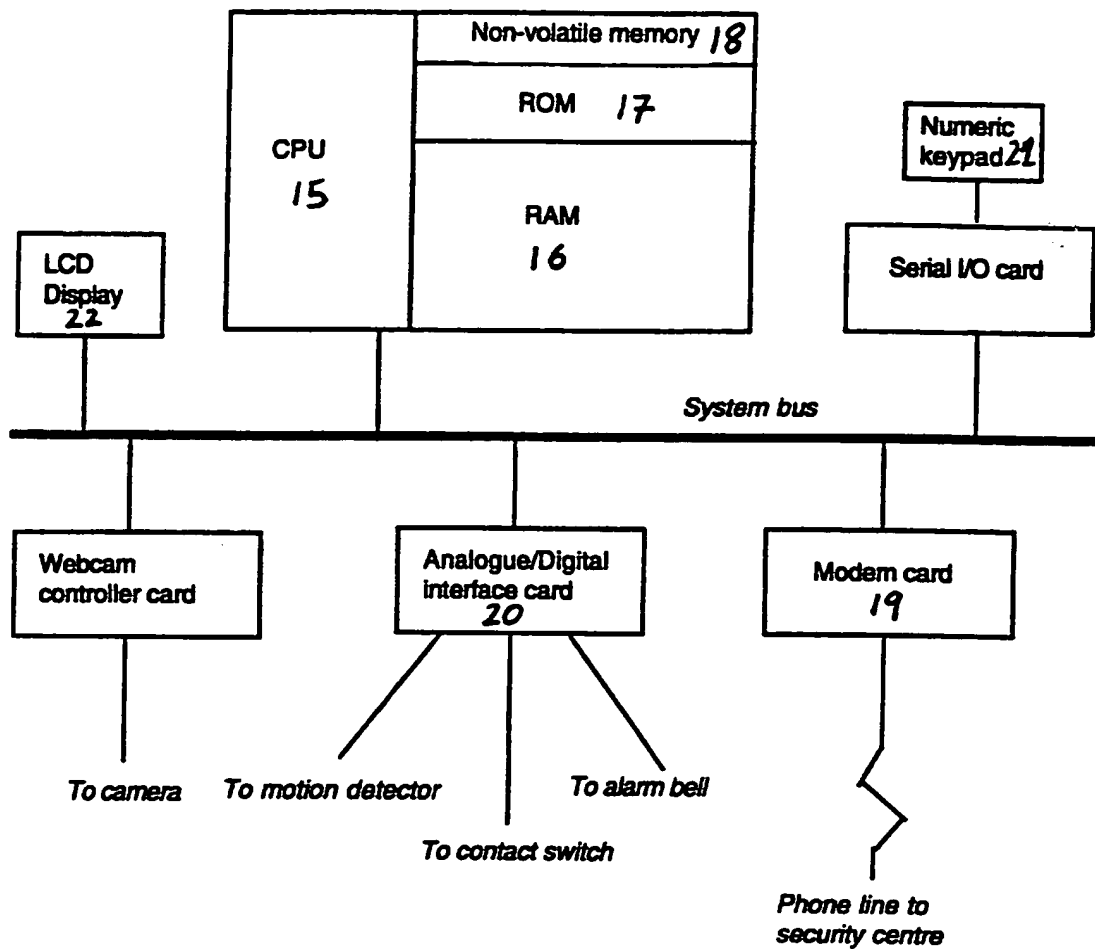 Non-volatile memory 18
ROM 17
CPU
15
RAM
16
Numeric
keypad 21
LCD
Display
22
Serial I/O card
System bus
Webcam
controller card
Analogue/Digital
interface card
20
Modem card
19
To camera
To motion detector
To alarm bell
To contact switch
Phone line to
security centre